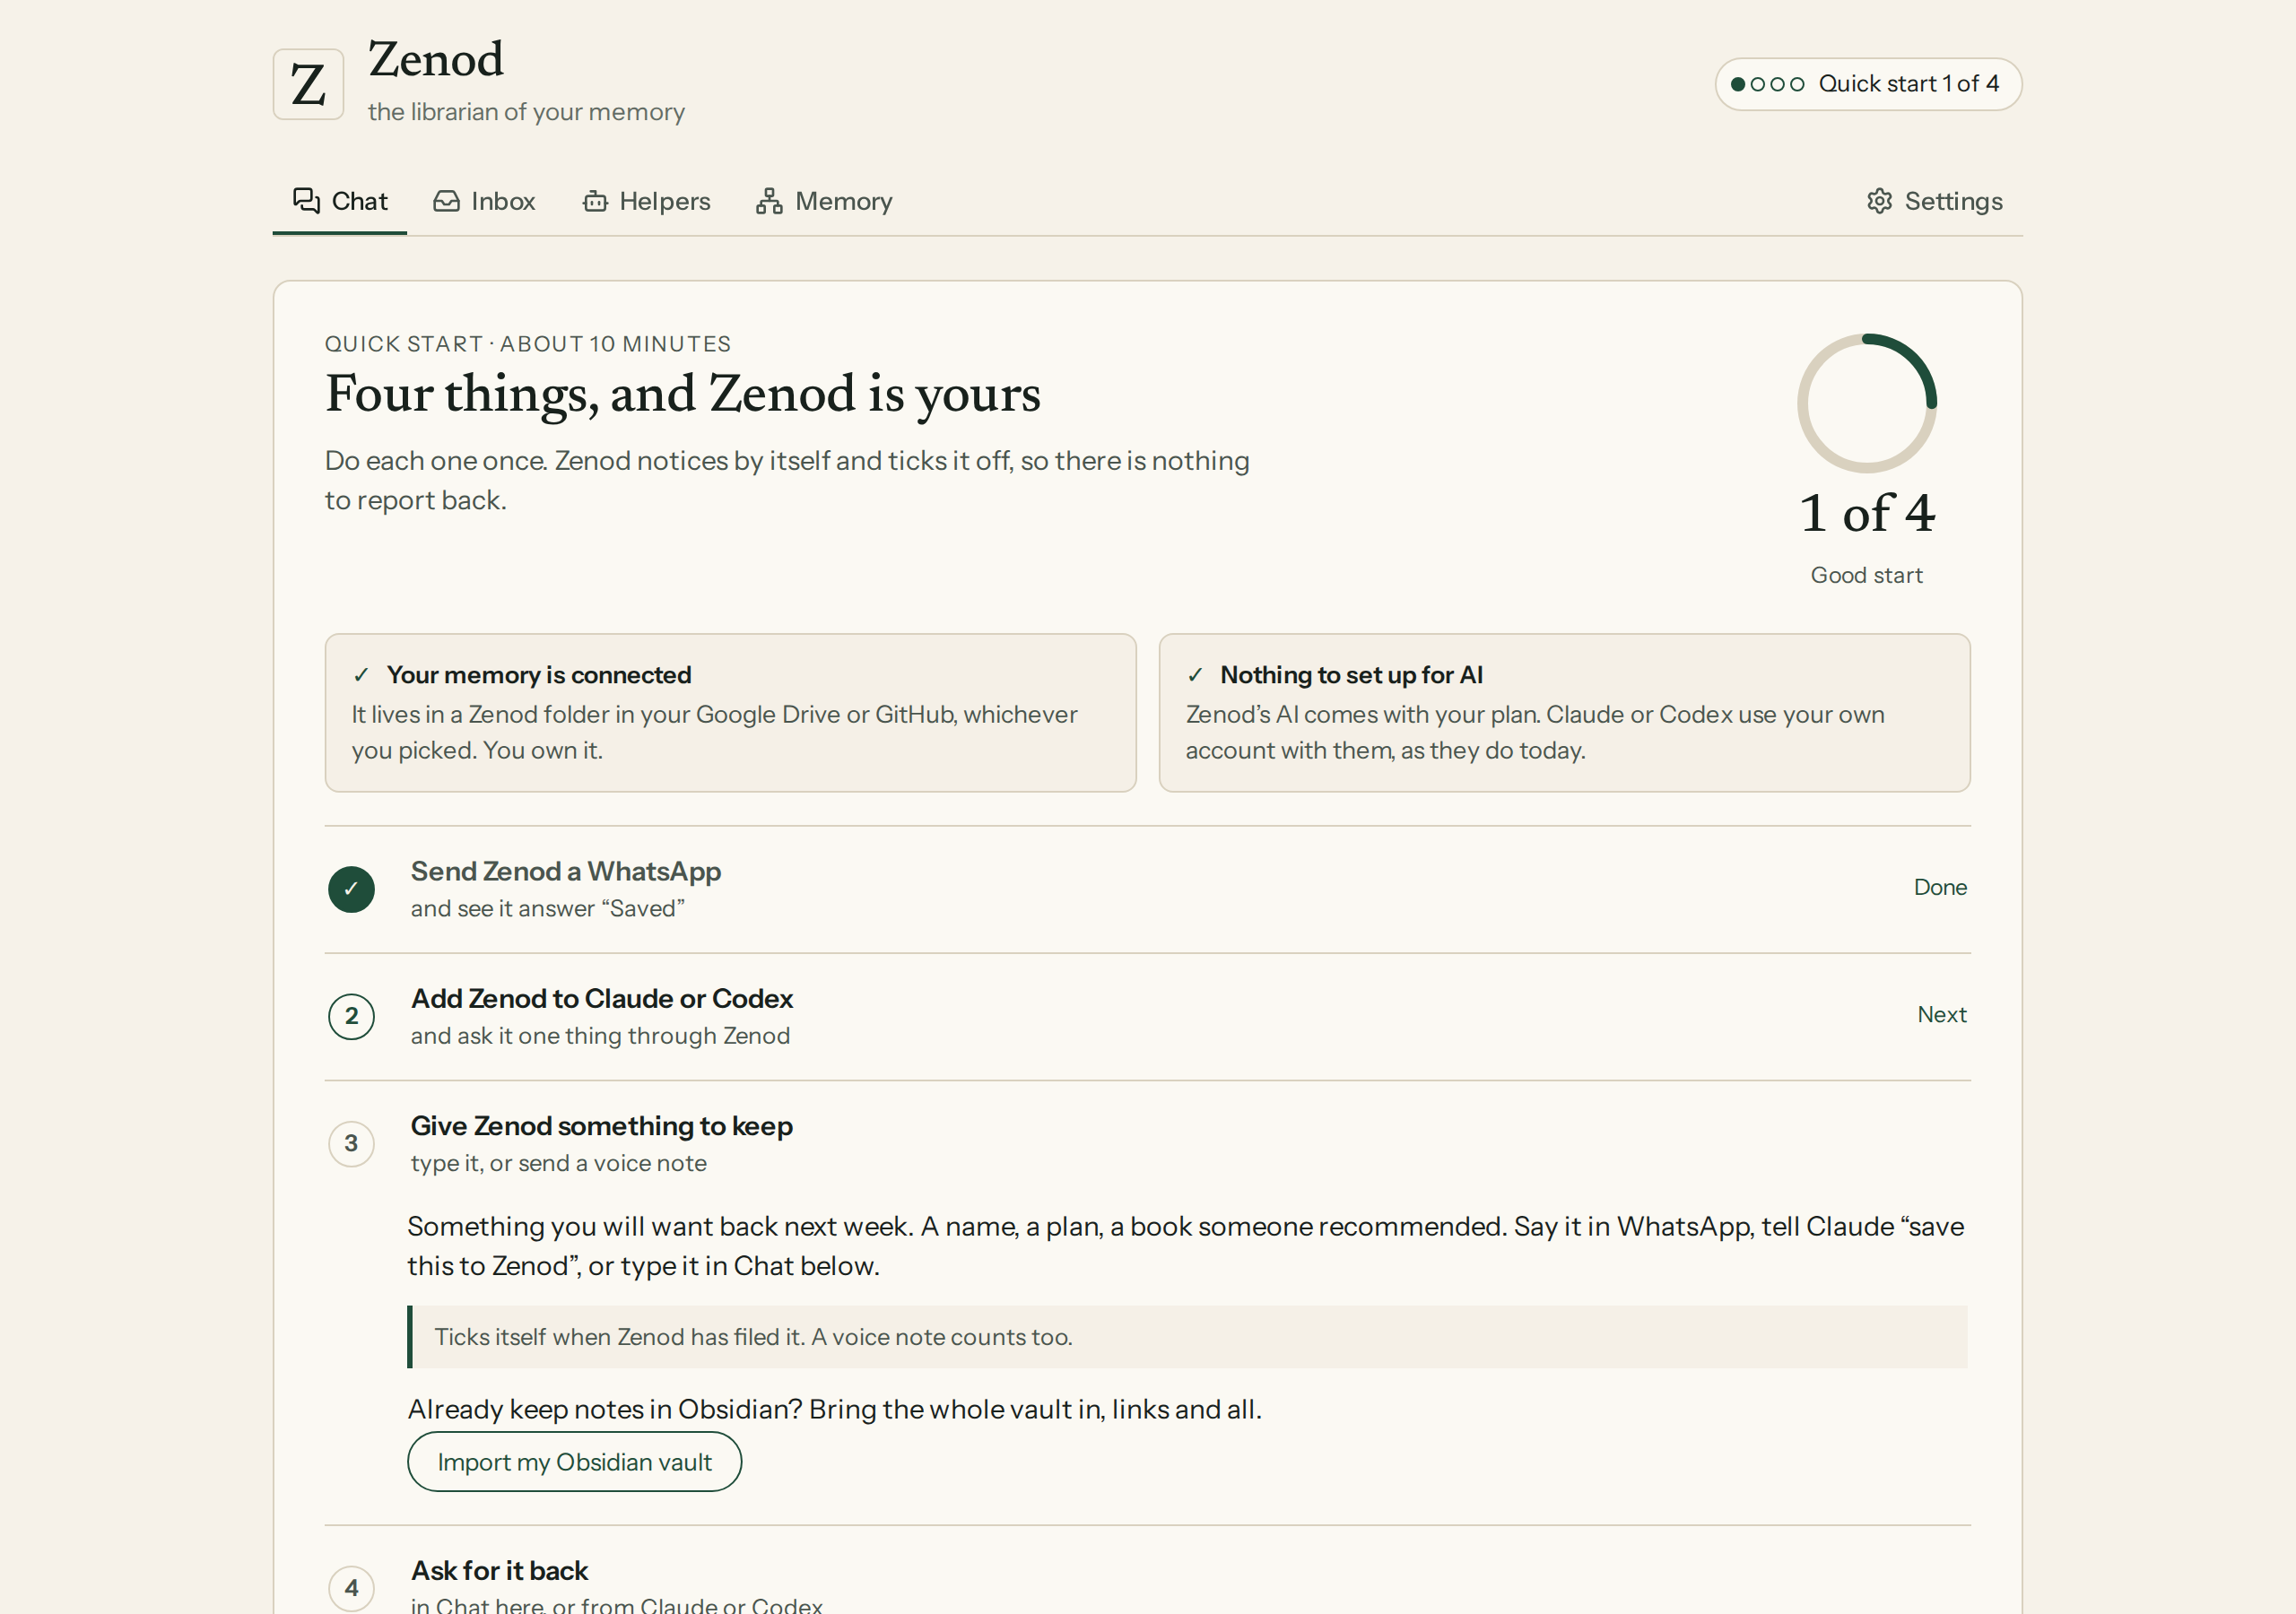 Z
Zenod
the librarian of your memory
Quick start 1 of 4
Chat
Inbox
Helpers
Memory
Settings
QUICK START · ABOUT 10 MINUTES
Four things, and Zenod is yours
Do each one once. Zenod notices by itself and ticks it off, so there is nothing
to report back.
1 of 4
Good start
✓ Your memory is connected
It lives in a Zenod folder in your Google Drive or GitHub, whichever
you picked. You own it.
✓ Nothing to set up for AI
Zenod’s AI comes with your plan. Claude or Codex use your own
account with them, as they do today.
✓
Send Zenod a WhatsApp
and see it answer “Saved”
Done
2
Add Zenod to Claude or Codex
and ask it one thing through Zenod
Next
3
Give Zenod something to keep
type it, or send a voice note
Something you will want back next week. A name, a plan, a book someone recommended. Say it in WhatsApp, tell Claude “save
this to Zenod”, or type it in Chat below.
Ticks itself when Zenod has filed it. A voice note counts too.
Already keep notes in Obsidian? Bring the whole vault in, links and all.
Import my Obsidian vault
4
Ask for it back
in Chat here, or from Claude or Codex